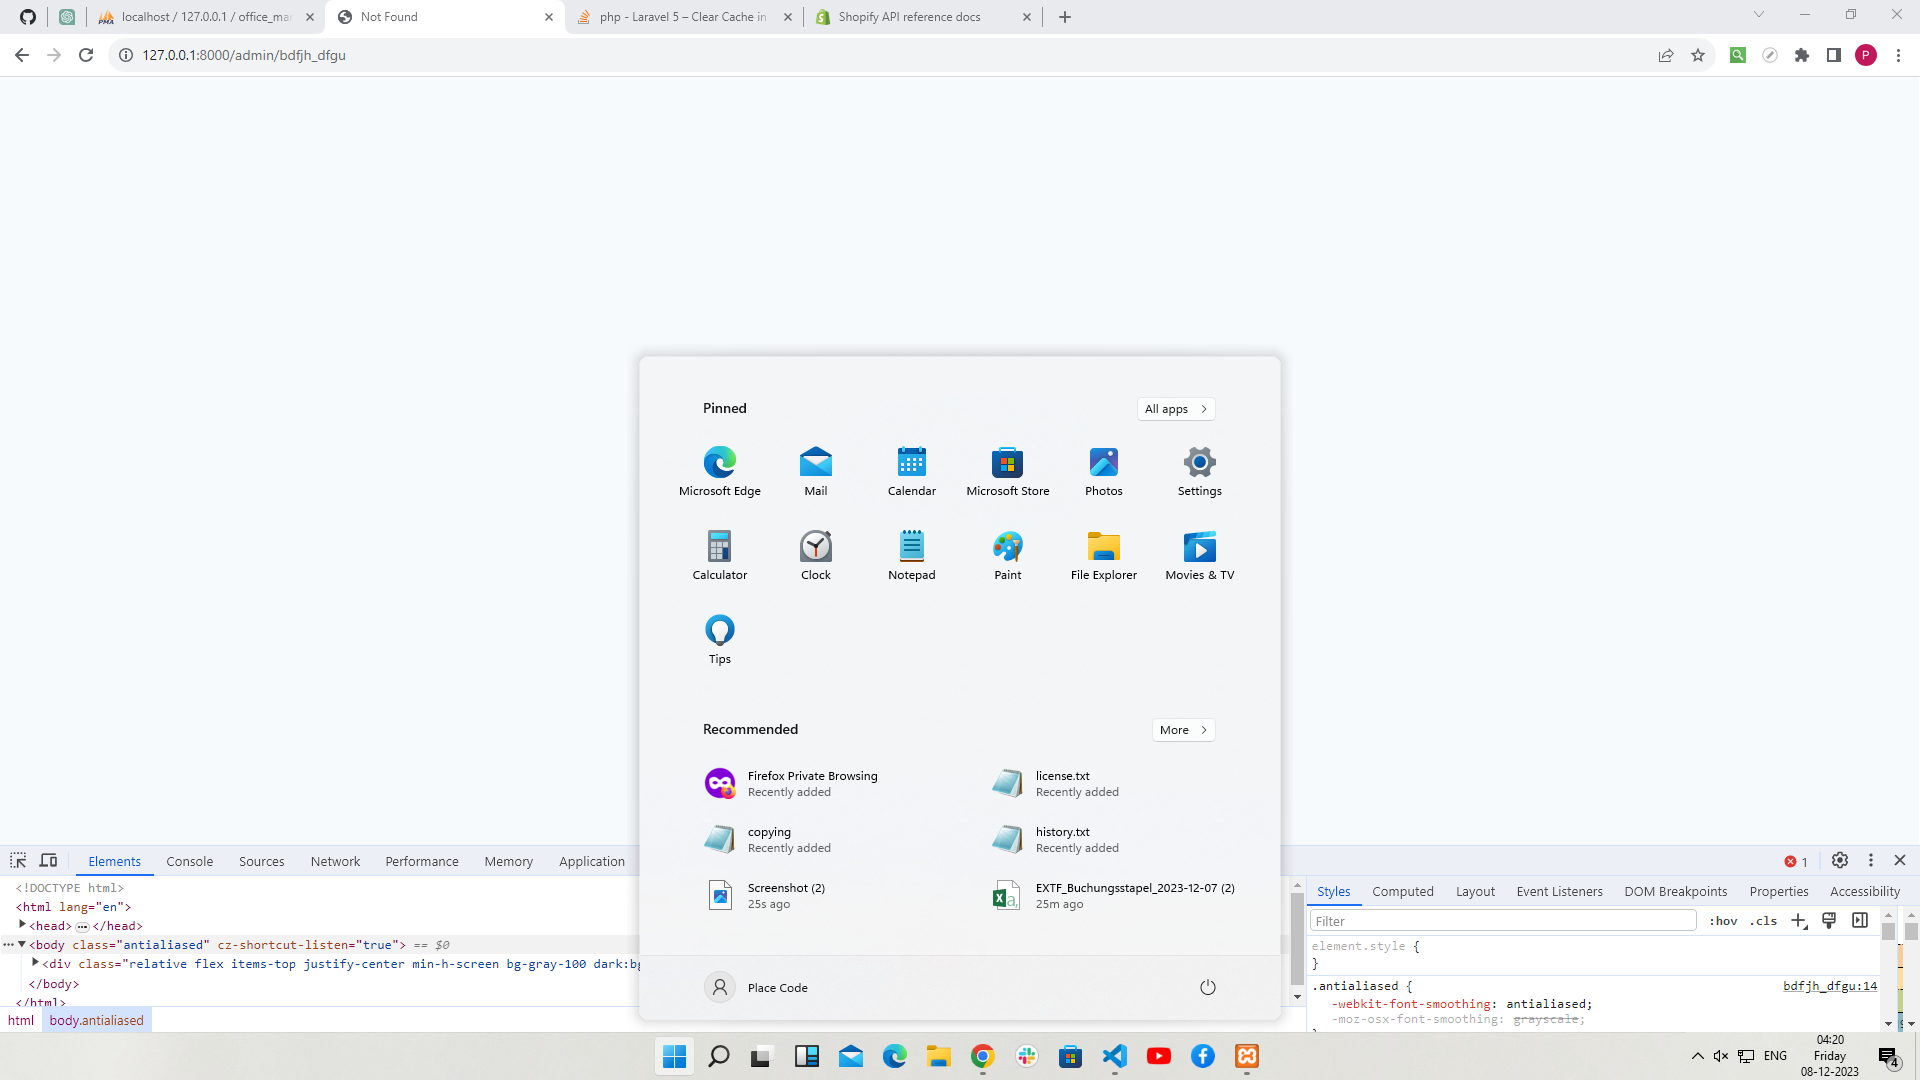 localhost / 127.0.0.1 / office_ma
Not Found
php - Laravel 5 – Clear Cache in
Shopify API reference docs
127.0.0.1:8000/admin/bdfjh_dfgu
P
Pinned
All apps
Microsoft Edge
Mail
Calendar
Microsoft Store
Photos
Settings
Calculator
Clock
Notepad
Paint
File Explorer
Movies & TV
Tips
Recommended
More
Firefox Private Browsing
Recently added
license.txt
Recently added
copying
Recently added
history.txt
Recently added
Screenshot (2)
25s ago
EXTF_Buchungsstapel_2023-12-07 (2)
25m ago
Place Code
Elements
Console
Sources
Network
Performance
Memory
Application
1
<!DOCTYPE html>
<html lang="en">
<head> … </head>
<body class="antialiased" cz-shortcut-listen="true"> == $0
<div class="relative flex items-top justify-center min-h-screen bg-gray-100 dark:bg
</body>
</html>
html
body.antialiased
Styles
Computed
Layout
Event Listeners
DOM Breakpoints
Properties
Accessibility
Filter
:hov
.cls
element.style {
}
.antialiased {
bdfjh_dfgu:14
-webkit-font-smoothing: antialiased;
-moz-osx-font-smoothing: grayscale;
ENG
04:20
Friday
08-12-2023
4